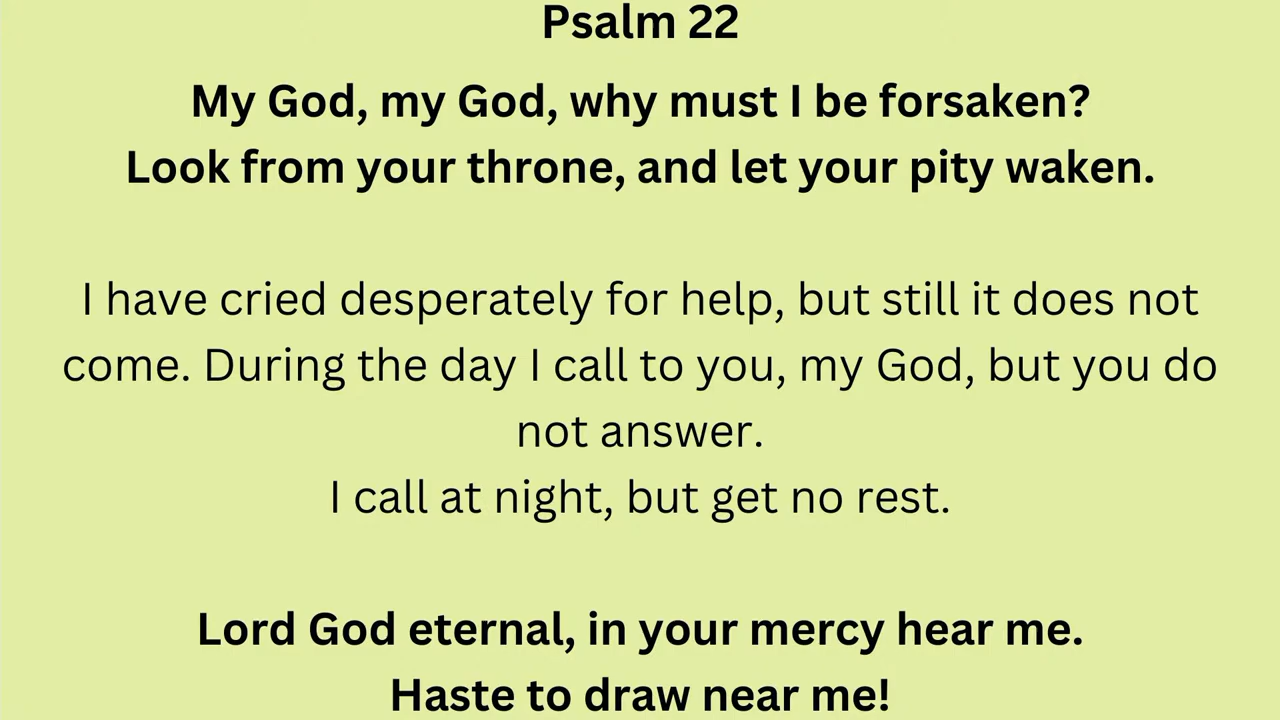 Psalm 22
My God, my God, why must I be forsaken?
Look from your throne, and let your pity waken.
I have cried desperately for help, but still it does not
come. During the day I call to you, my God, but you do
not answer.
I call at night, but get no rest.
Lord God eternal, in your mercy hear me.
Haste to draw near me!